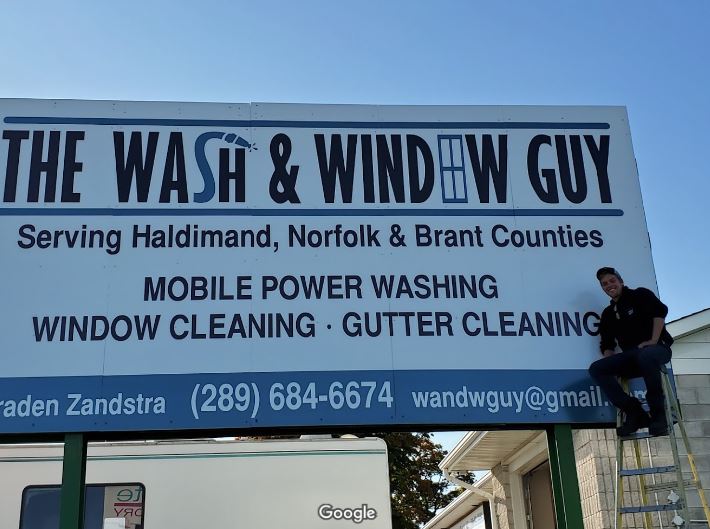 THE WASH & WINDOW GUY
Serving Haldimand, Norfolk & Brant Counties
MOBILE POWER WASHING
WINDOW CLEANING · GUTTER CLEANING
raden Zandstra (289) 684-6674 wandwguy@gmail.
Google